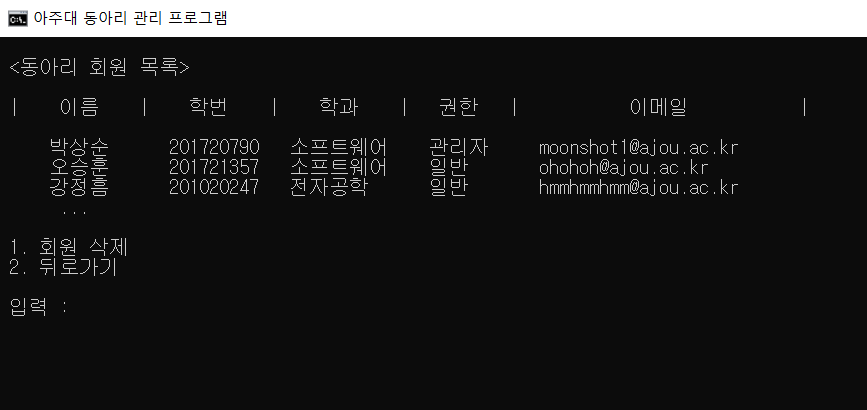 아주대 동아리 관리 프로그램
<동아리 회원 목록>
| 이름 | 학번 | 학과 | 권한 | 이메일 |
박상순 201720790 소프트웨어 관리자 moonshot1@ajou.ac.kr
오승훈 201721357 소프트웨어 일반 ohohoh@ajou.ac.kr
강정흠 201020247 전자공학 일반 hmmhmmhmm@ajou.ac.kr
...
1. 회원 삭제
2. 뒤로가기
입력 :